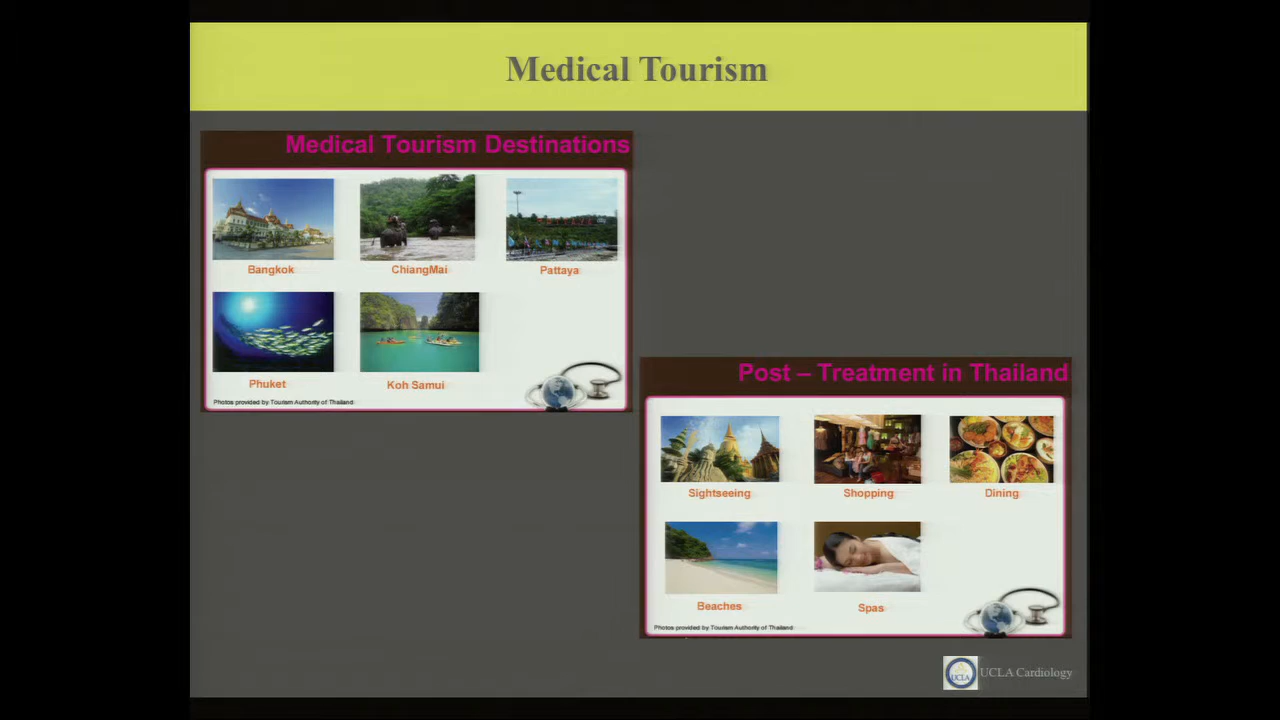 Medical Tourism
Medical Tourism Destinations
Bangkok
ChiangMai
Pattaya
Phuket
Koh Samui
Photos provided by Tourism Authority of Thailand
Post – Treatment in Thailand
Sightseeing
Shopping
Dining
Beaches
Spas
Photos provided by Tourism Authority of Thailand
UCLA
UCLA Cardiology